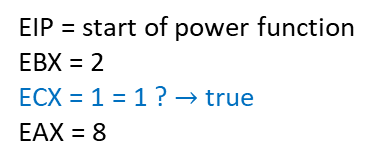 EIP = start of power function
EBX = 2
ECX = 1 = 1 ? → true
EAX = 8